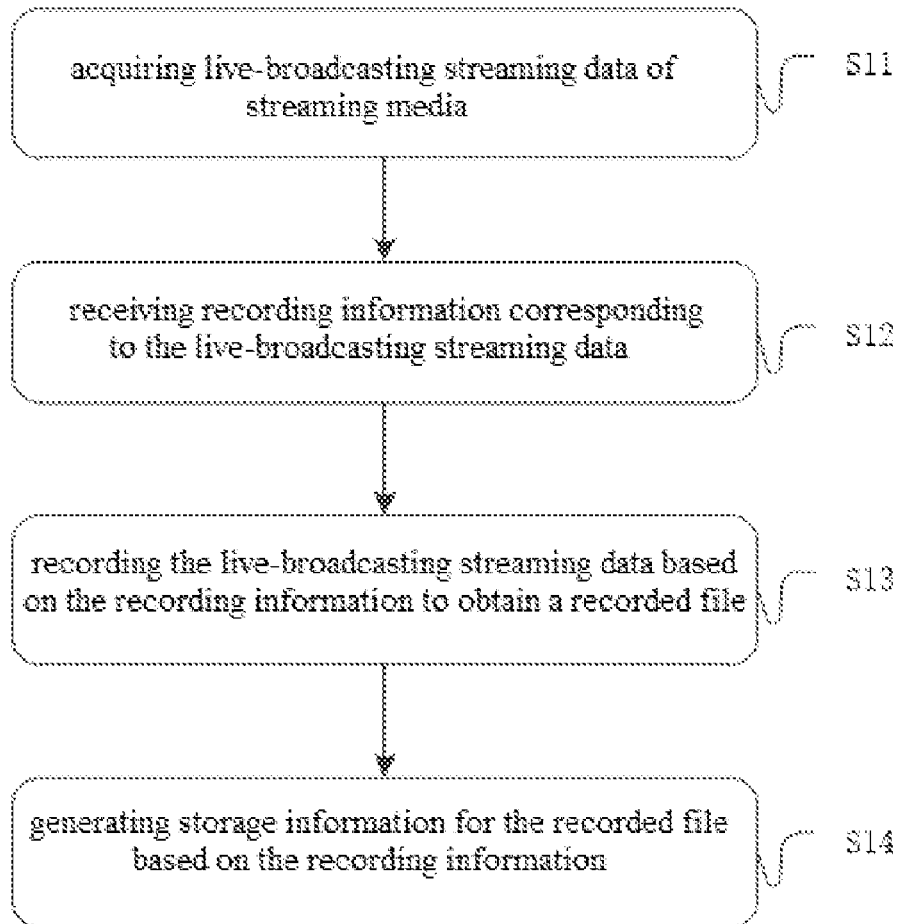 acquiring live-broadcasting streaming data of
streaming media
S11
receiving recording information corresponding
to the live-broadcasting streaming data
S12
recording the live-broadcasting streaming data based
on the recording information to obtain a recorded file
S13
generating storage information for the recorded file
based on the recording information
S14